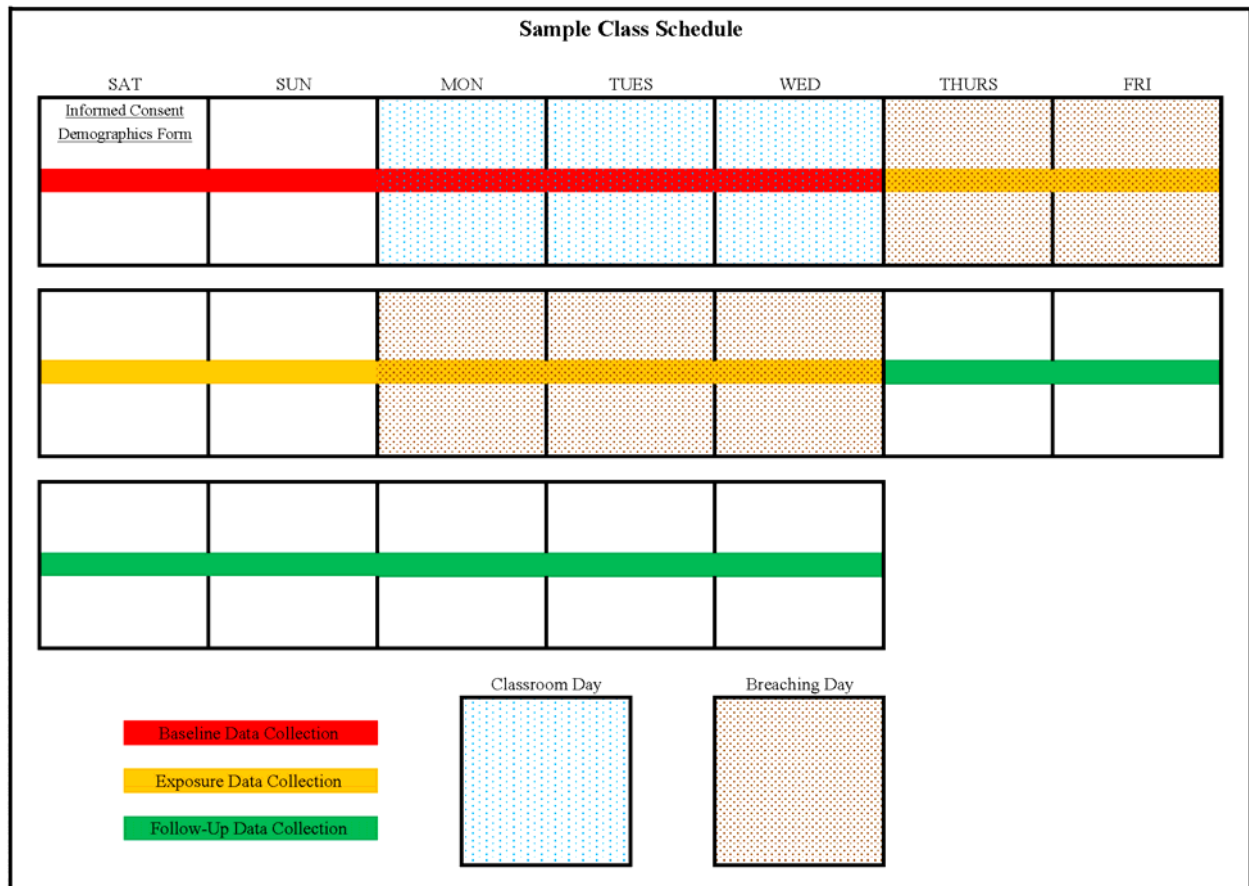 Sample Class Schedule
SAT SUN MON TUES WED THURS FRI
Informed Consent
Demographics Form
Classroom Day Breaching Day
Baseline Data Collection
Exposure Data Collection
Follow-Up Data Collection